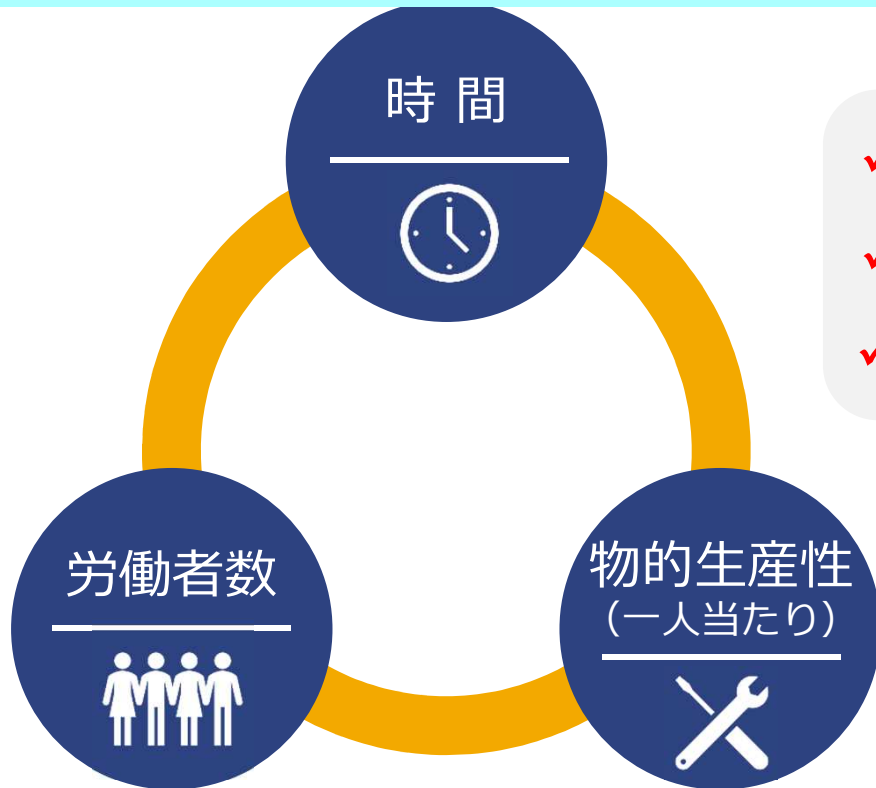 時 間
労働者数
物的生産性
（一人当たり）